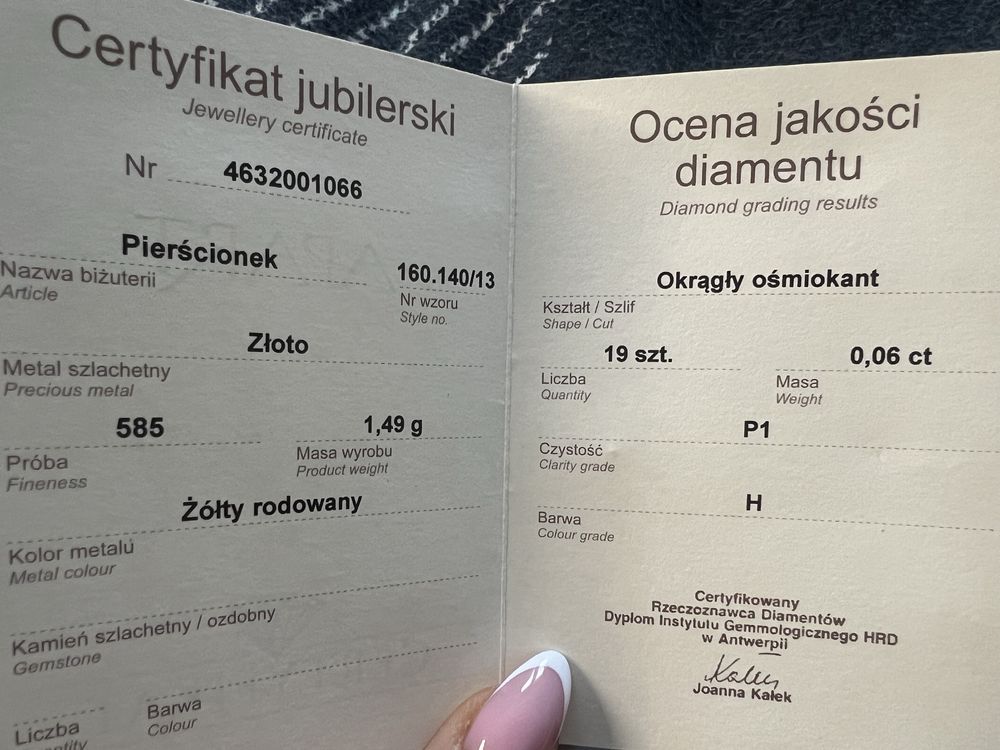 Certyfikat jubilerski
Jewellery certificate
Nr 4632001066
Pierścionek
Nazwa biżuterii
Article
160.140/13
Nr wzoru
Style no.
Złoto
Metal szlachetny
Precious metal
585
Próba
Fineness
1,49 g
Masa wyrobu
Product weight
Żółty rodowany
Kolor metalu
Metal colour
Kamień szlachetny / ozdobny
Gemstone
Liczba
Barwa
Colour
Ocena jakości
diamentu
Diamond grading results
Okrągły ośmiokant
Kształt / Szlif
Shape / Cut
19 szt.
Liczba
Quantity
0,06 ct
Masa
Weight
P1
Czystość
Clarity grade
H
Barwa
Colour grade
Certyfikowany
Rzeczoznawca Diamentów
Dyplom Instytutu Gemmologicznego HRD
w Antwerpii
Joanna Kałek